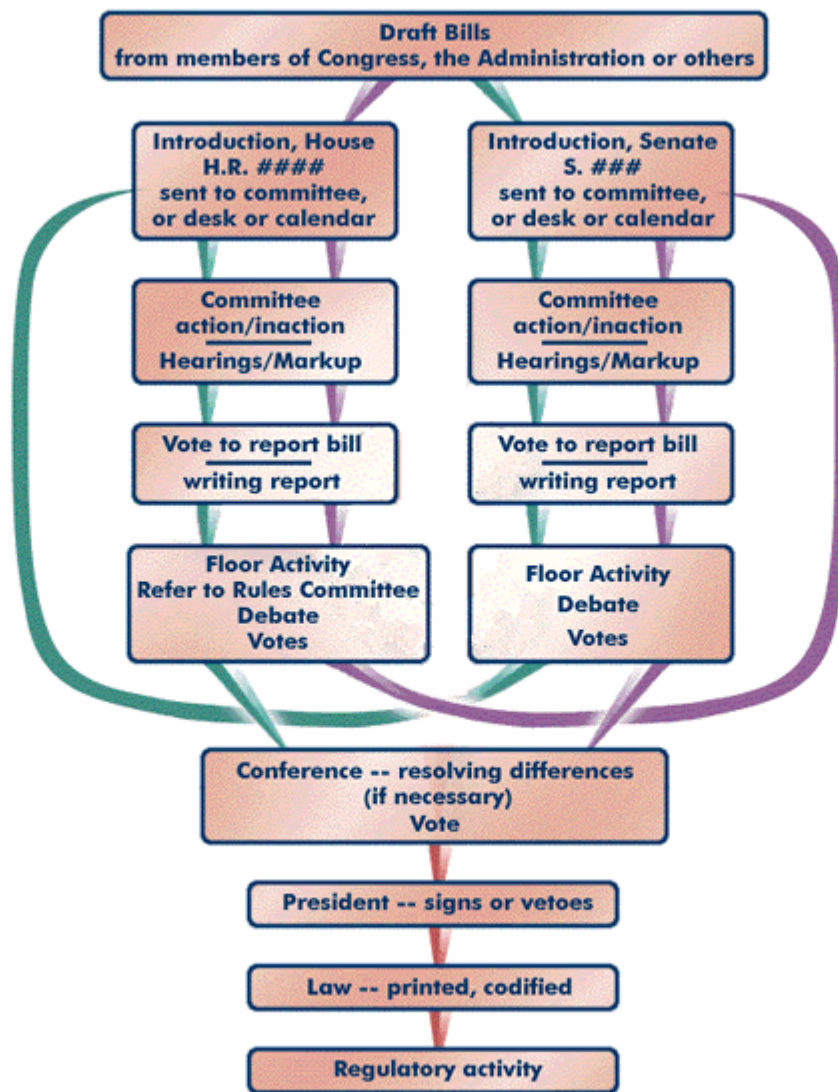 Draft Bills
from members of Congress, the Administration or others
Introduction, House
H.R. ####
sent to committee,
or desk or calendar
Introduction, Senate
S. ###
sent to committee,
or desk or calendar
Committee
action/inaction
Hearings/Markup
Committee
action/inaction
Hearings/Markup
Vote to report bill
writing report
Vote to report bill
writing report
Floor Activity
Refer to Rules Committee
Debate
Votes
Floor Activity
Debate
Votes
Conference -- resolving differences
(if necessary)
Vote
President -- signs or vetoes
Law -- printed, codified
Regulatory activity